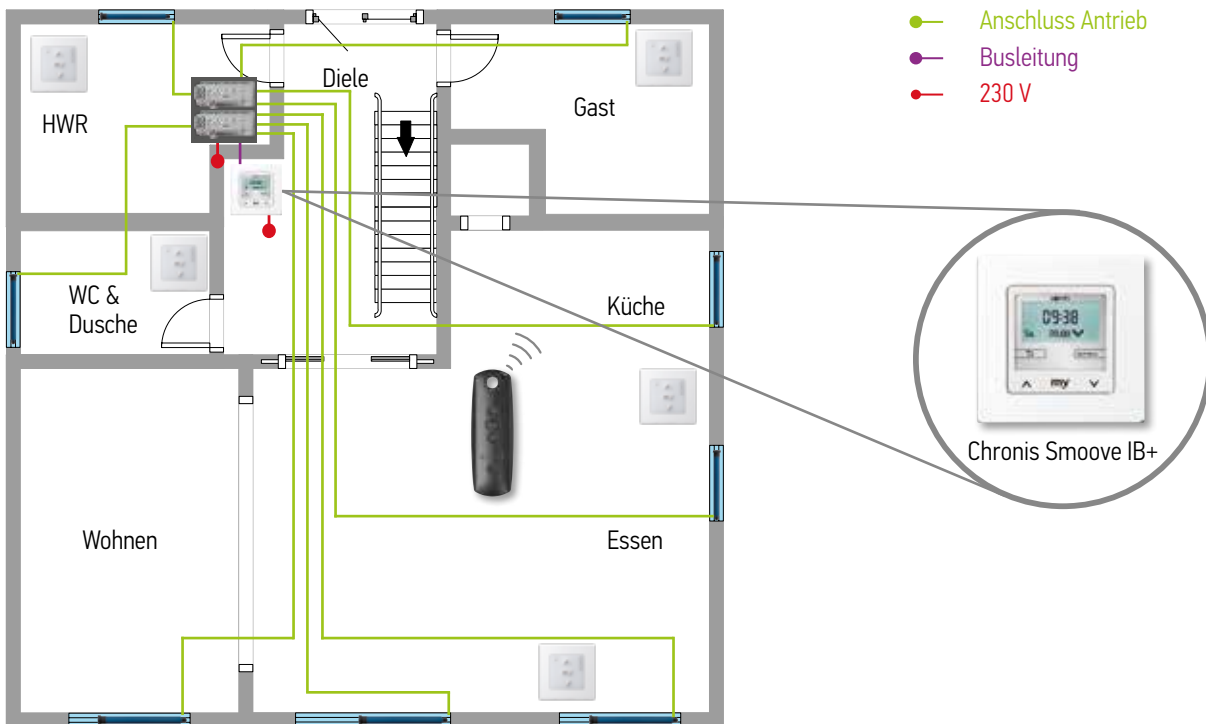 Anschluss Antrieb
Busleitung
230 V
Diele
HWR
Gast
WC &
Dusche
Küche
09:38
my
Chronis Smoove IB+
Wohnen
Essen